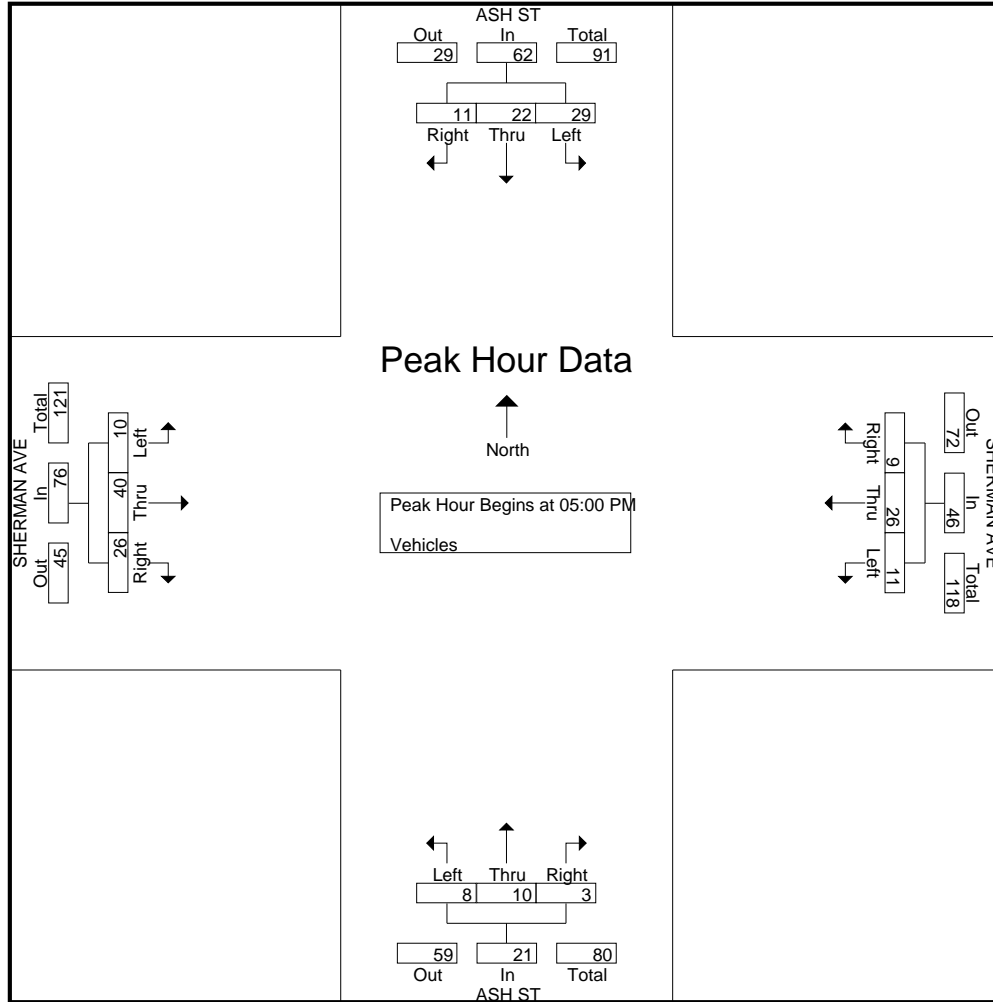 ASH ST
Out In Total
29 62 91
11 22 29
Right Thru Left
Peak Hour Data
North
Peak Hour Begins at 05:00 PM
Vehicles
SHERMAN AVE
Out In Total
45 76 121
26 40 10
Right Thru Left
SHERMAN AVE
Out In Total
72 46 118
9 26 11
Right Thru Left
Left Thru Right
8 10 3
59 21 80
Out In Total
ASH ST